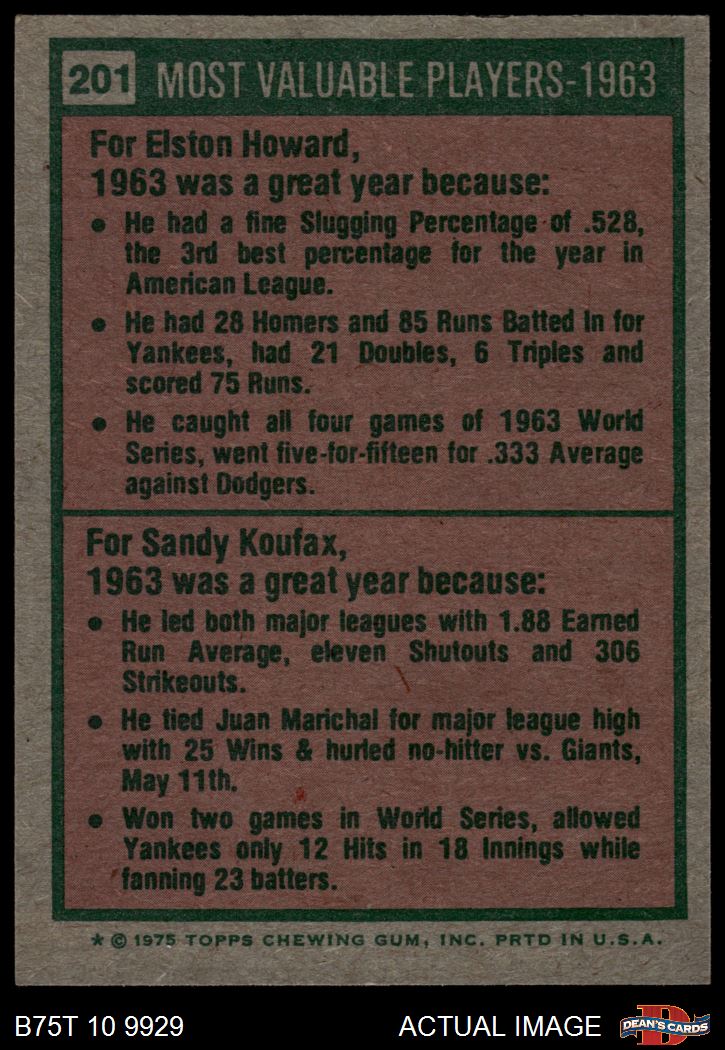 201 MOST VALUABLE PLAYERS-1963
For Elston Howard,
1963 was a great year because:
• He had a fine Slugging Percentage of .528,
the 3rd best percentage for the year in
American League.
• He had 28 Homers and 85 Runs Batted In for
Yankees, had 21 Doubles, 6 Triples and
scored 75 Runs.
• He caught all four games of 1963 World
Series, went five-for-fifteen for .333 Average
against Dodgers.
For Sandy Koufax,
1963 was a great year because:
• He led both major leagues with 1.88 Earned
Run Average, eleven Shutouts and 306
Strikeouts.
• He tied Juan Marichal for major league high
with 25 Wins & hurled no-hitter vs. Giants,
May 11th.
• Won two games in World Series, allowed
Yankees only 12 Hits in 18 Innings while
fanning 23 batters.
* © 1975 TOPPS CHEWING GUM, INC. PRTD IN U.S.A.
B75T 10 9929 ACTUAL IMAGE D DEAN'S CARDS